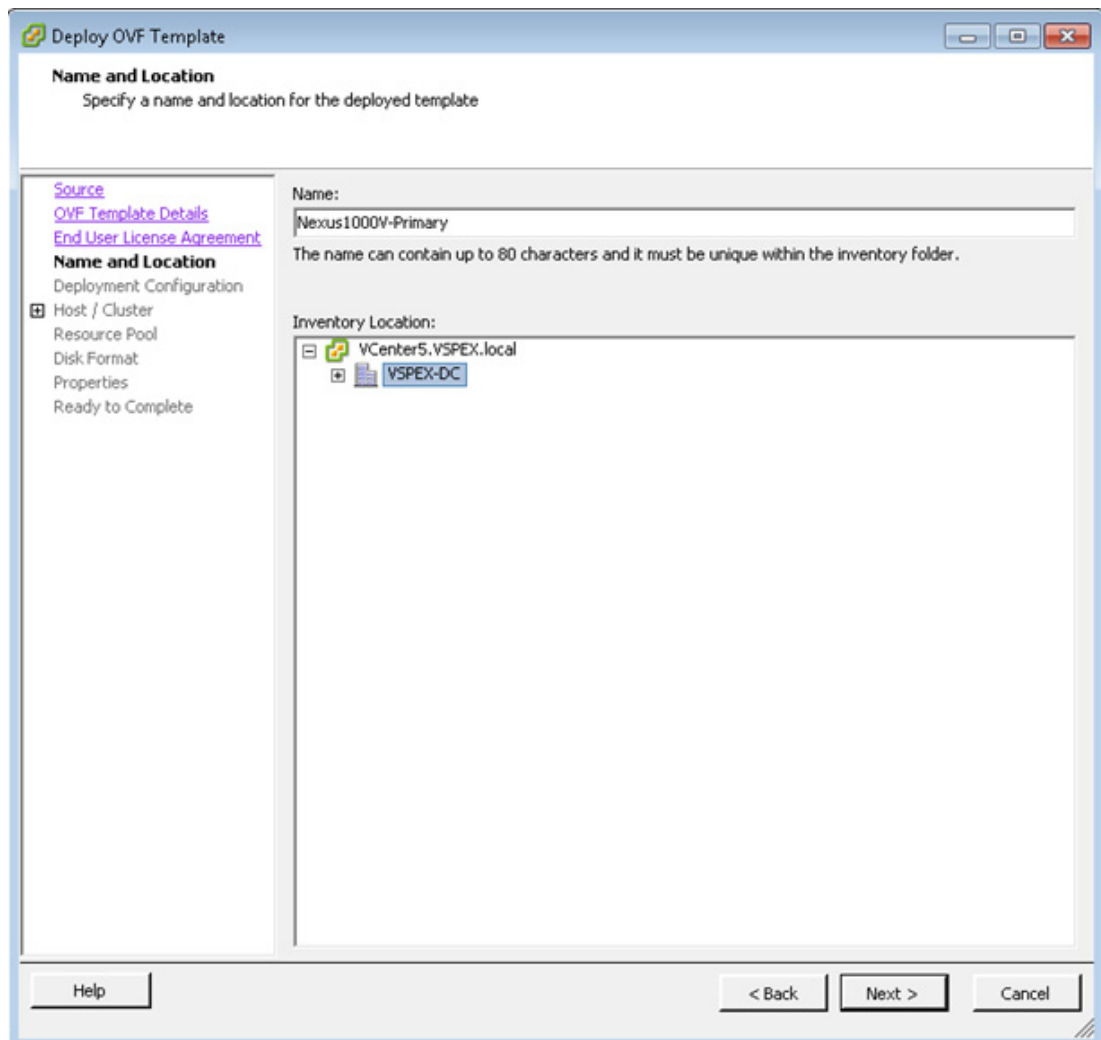 Deploy OVF Template
Name and Location
Specify a name and location for the deployed template
Source
OVF Template Details
End User License Agreement
Name and Location
Deployment Configuration
Host / Cluster
Resource Pool
Disk Format
Properties
Ready to Complete
Name:
Nexus1000V-Primary
The name can contain up to 80 characters and it must be unique within the inventory folder.
Inventory Location:
VCenter5.VSPEX.local
VSPEX-DC
Help
< Back
Next >
Cancel